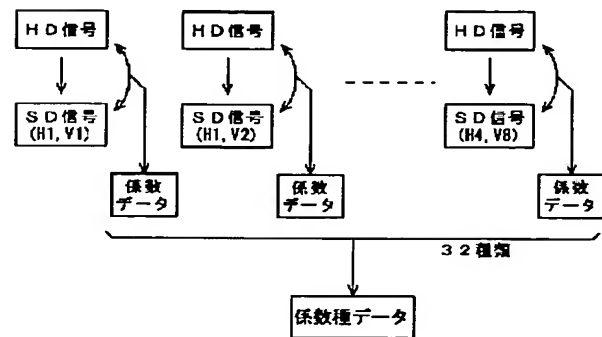 HD信号
HD信号
HD信号
SD信号
(H1, V1)
SD信号
(H1, V2)
SD信号
(H4, V8)
係数
データ
係数
データ
係数
データ
32種類
係数種データ